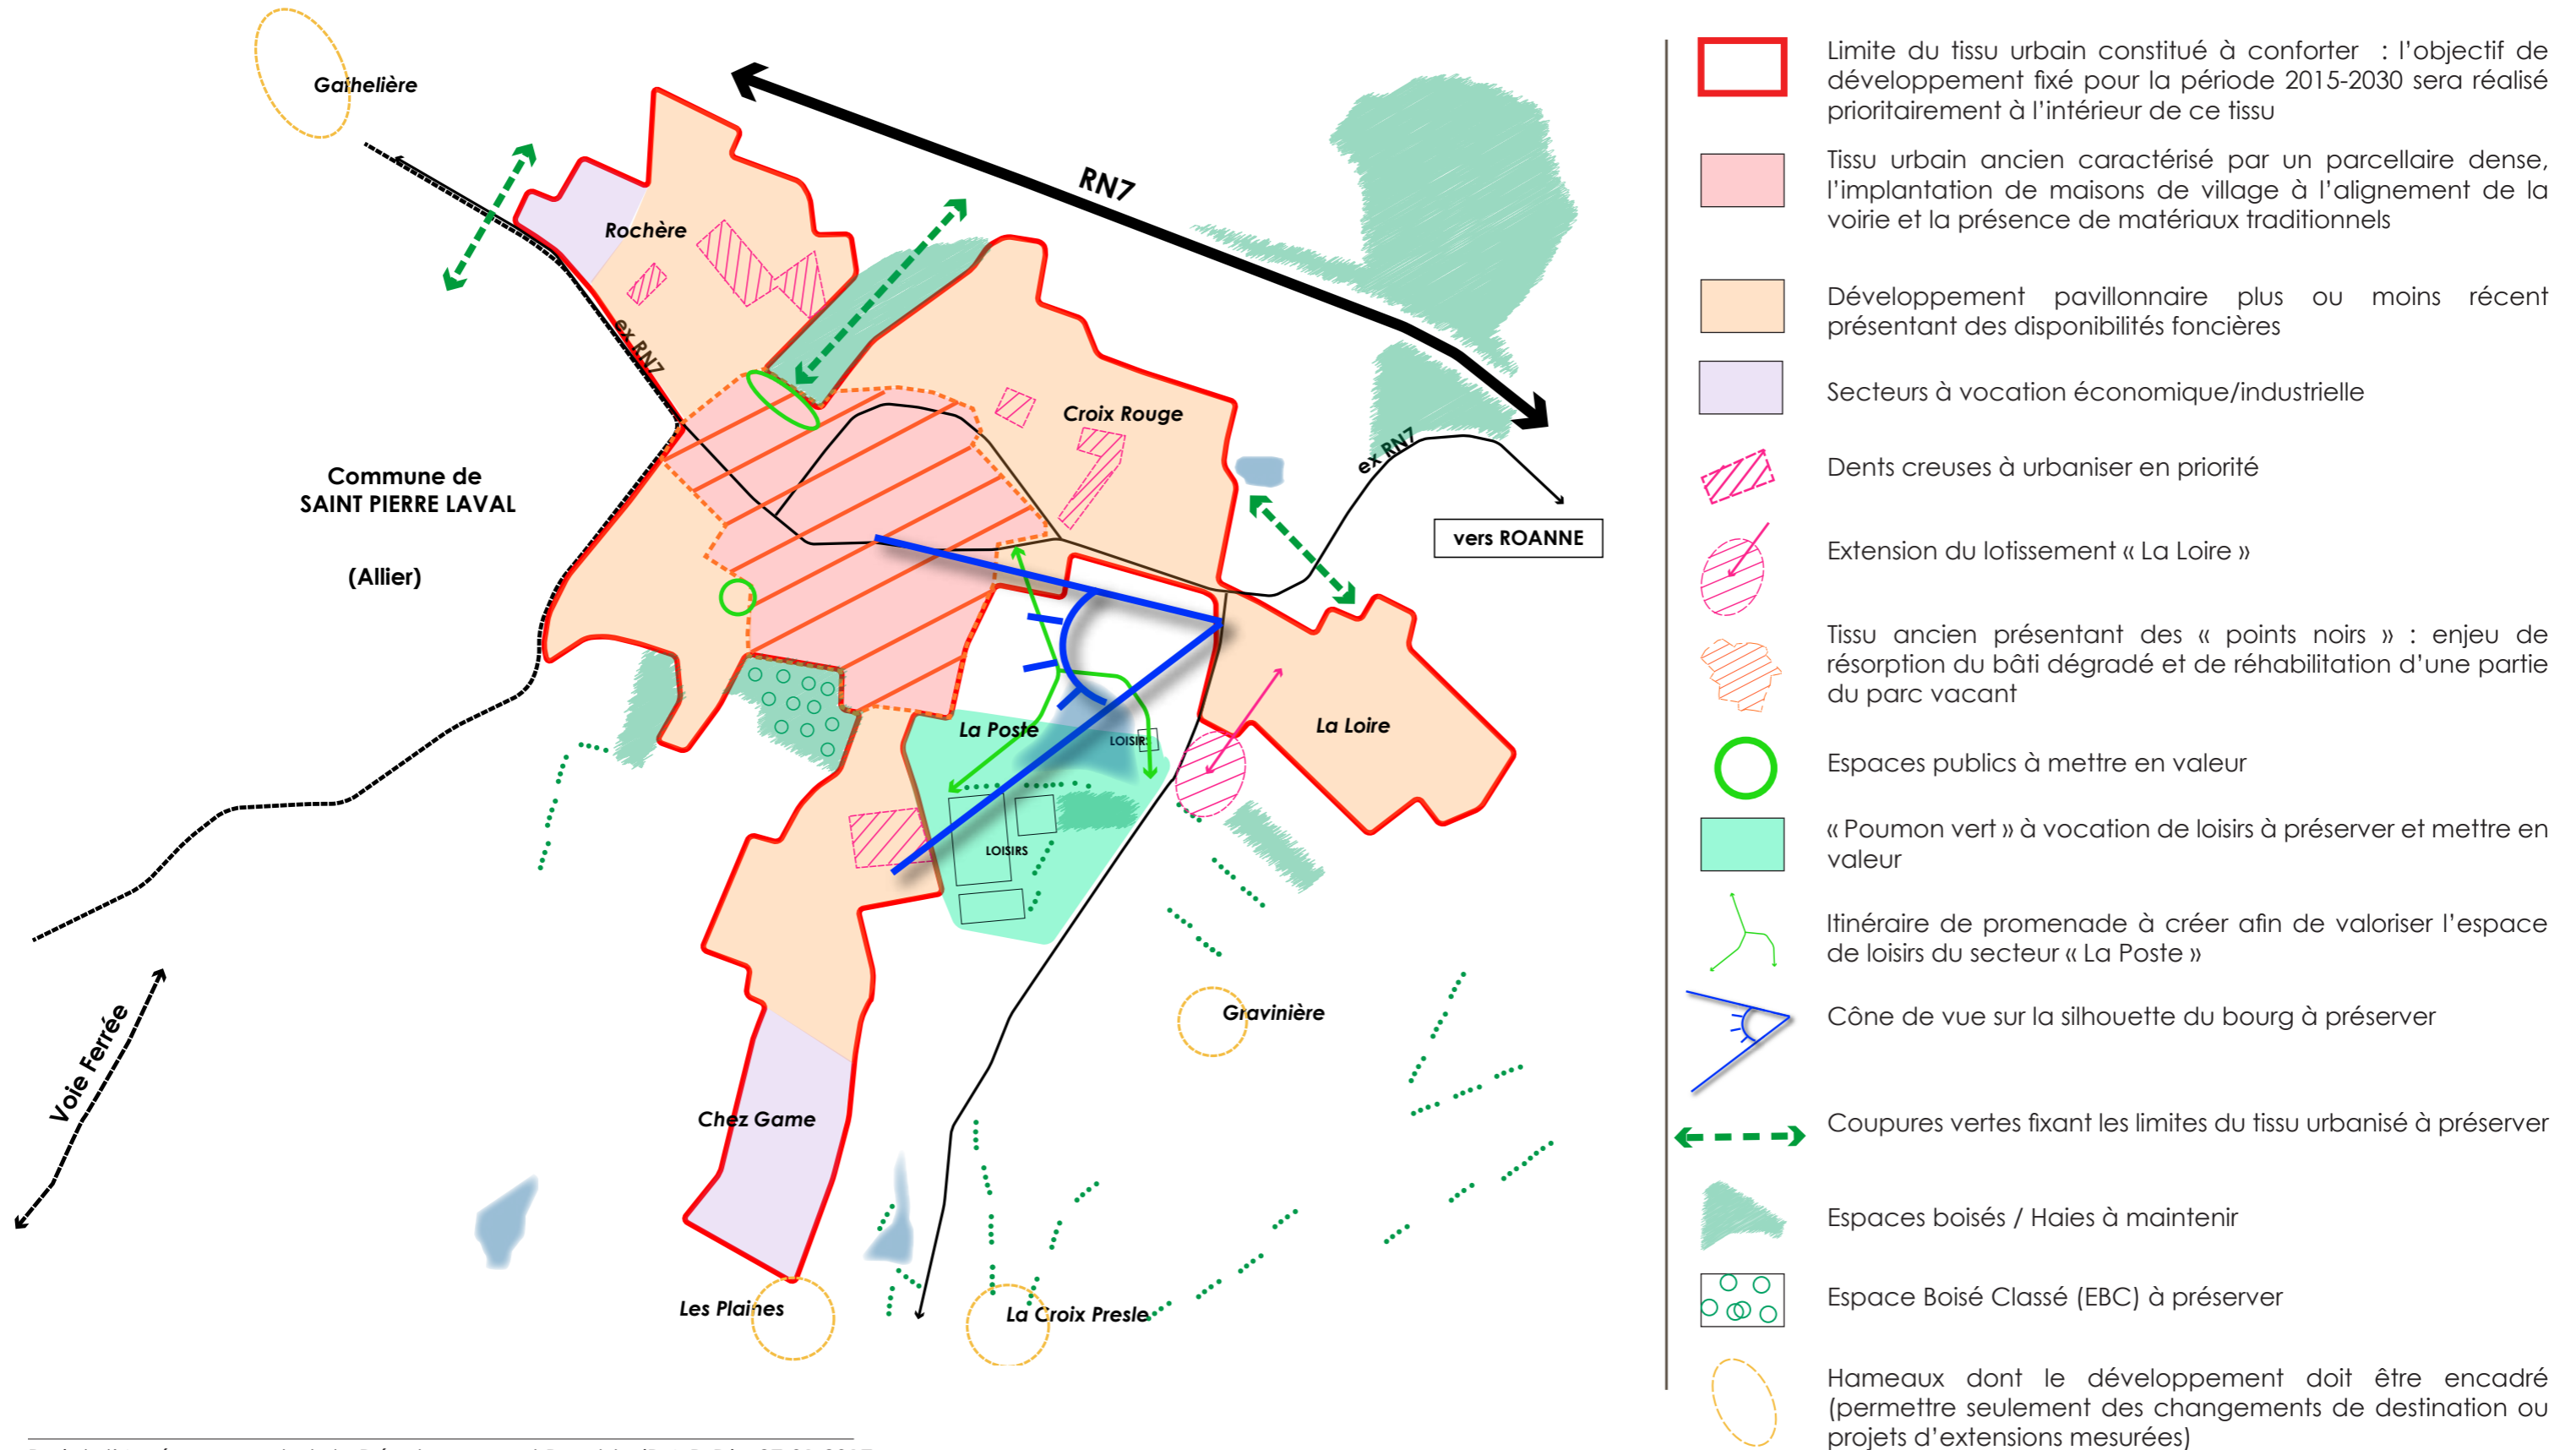 Gathelière
RN7
Rochère
ex RN7
Croix Rouge
ex RN7
Commune de
SAINT PIERRE LAVAL
(Allier)
vers ROANNE
La Poste
LOISIRS
La Loire
LOISIRS
Gravinière
Voie Ferrée
Chez Game
Les Plaines
La Croix Presle
Limite du tissu urbain constitué à conforter : l'objectif de
développement fixé pour la période 2015-2030 sera réalisé
prioritairement à l'intérieur de ce tissu
Tissu urbain ancien caractérisé par un parcellaire dense,
l'implantation de maisons de village à l'alignement de la
voirie et la présence de matériaux traditionnels
Développement pavillonnaire plus ou moins récent
présentant des disponibilités foncières
Secteurs à vocation économique/industrielle
Dents creuses à urbaniser en priorité
Extension du lotissement « La Loire »
Tissu ancien présentant des « points noirs » : enjeu de
résorption du bâti dégradé et de réhabilitation d'une partie
du parc vacant
Espaces publics à mettre en valeur
« Poumon vert » à vocation de loisirs à préserver et mettre en
valeur
Itinéraire de promenade à créer afin de valoriser l'espace
de loisirs du secteur « La Poste »
Cône de vue sur la silhouette du bourg à préserver
Coupures vertes fixant les limites du tissu urbanisé à préserver
Espaces boisés / Haies à maintenir
Espace Boisé Classé (EBC) à préserver
Hameaux dont le développement doit être encadré
(permettre seulement des changements de destination ou
projets d'extensions mesurées)